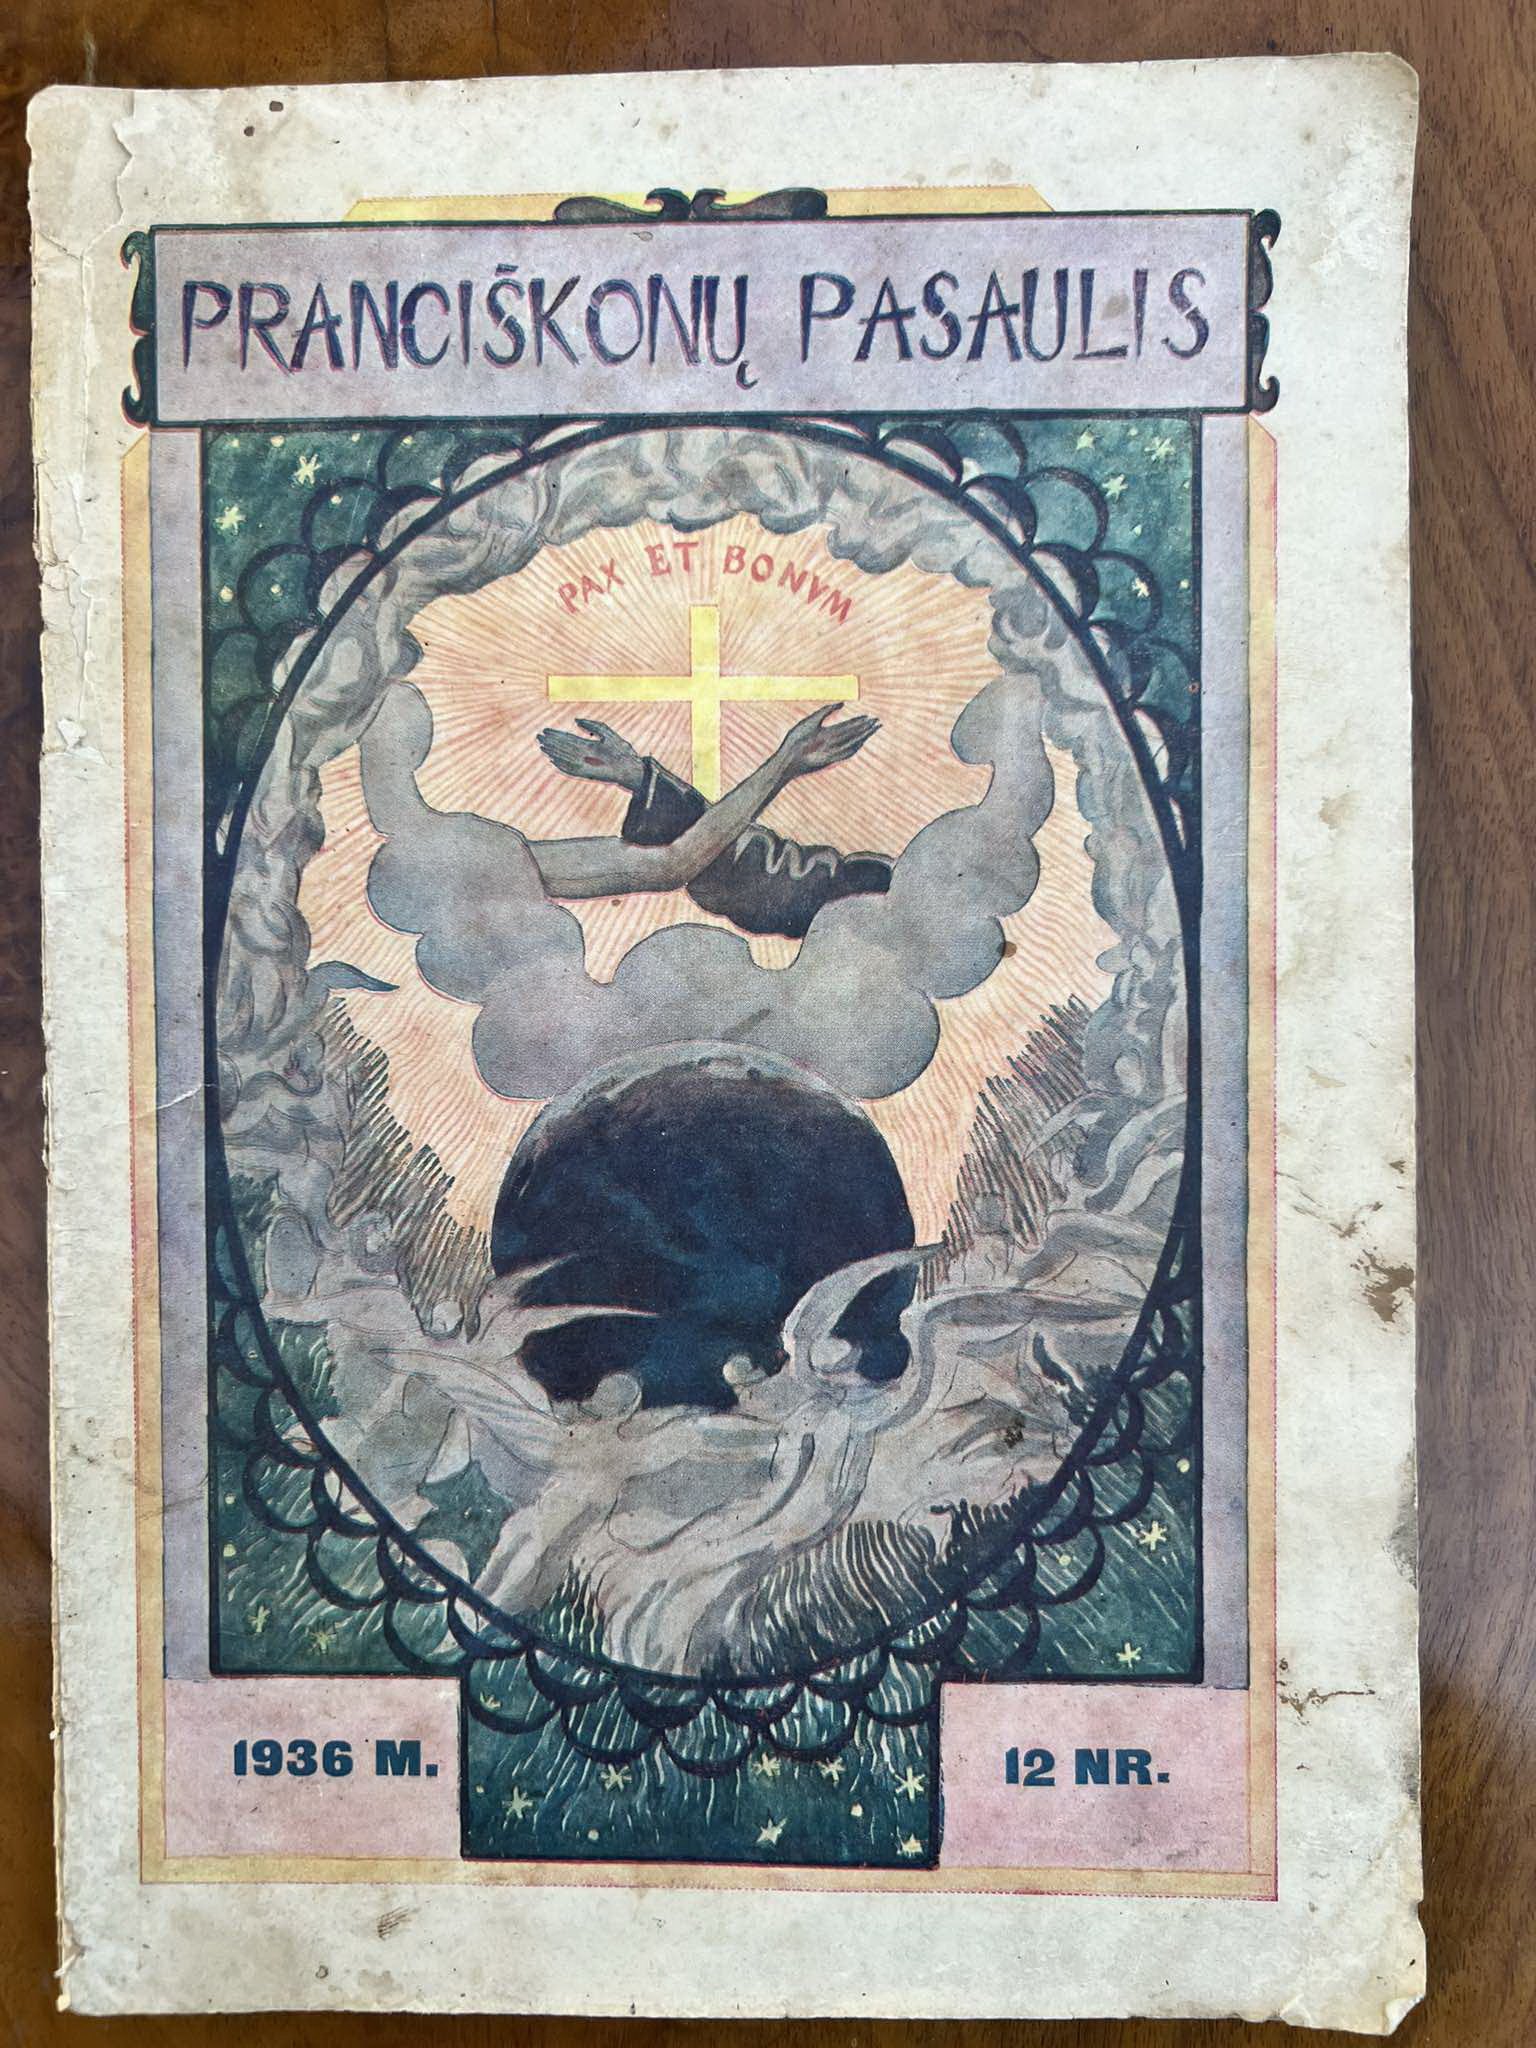 PRANCIŠKONŲ PASAULIS
PAX ET BONVM
1936 M.
12 NR.